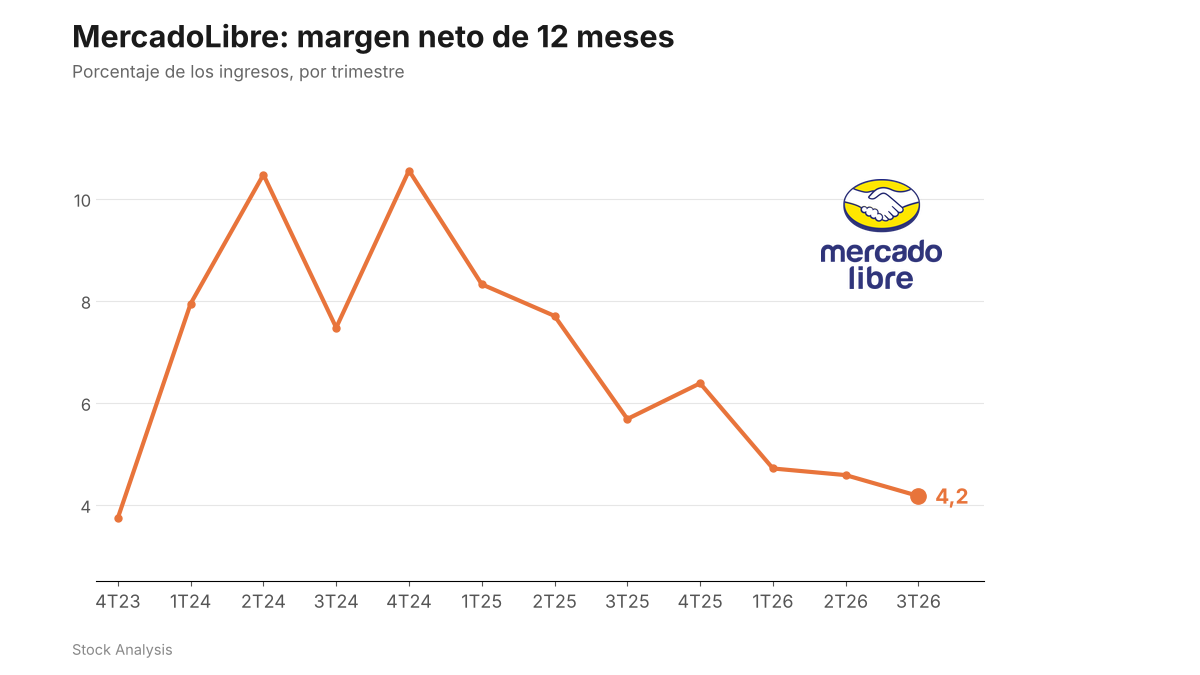 MercadoLibre: margen neto de 12 meses
Porcentaje de los ingresos, por trimestre
10
8
6
4
mercado
libre
4,2
4T23 1T24 2T24 3T24 4T24 1T25 2T25 3T25 4T25 1T26 2T26 3T26
Stock Analysis